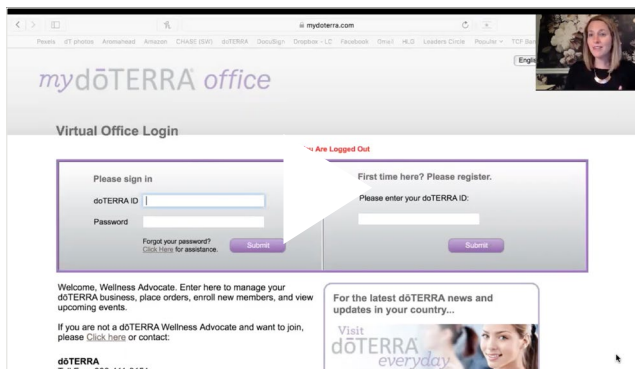 mydoterra.com
Pexels dT photos Animaread Amazon CHASE (SW) doTERRA DocuSign Dropbox - LC Facebook Gmail HLG Leaders Circle Popular TCF
mydōTERRA office
Virtual Office Login
Are Logged Out
Please sign in
doTERRA ID
Password
Forgot your password?
Click Here for assistance.
Submit
First time here? Please register.
Please enter your doTERRA ID:
Submit
Welcome, Wellness Advocate. Enter here to manage your
dōTERRA business, place orders, enroll new members, and view
upcoming events.
If you are not a dōTERRA Wellness Advocate and want to join,
please Click here or contact:
dōTERRA
For the latest dōTERRA news and
updates in your country...
Visit
dōTERRA
everyday